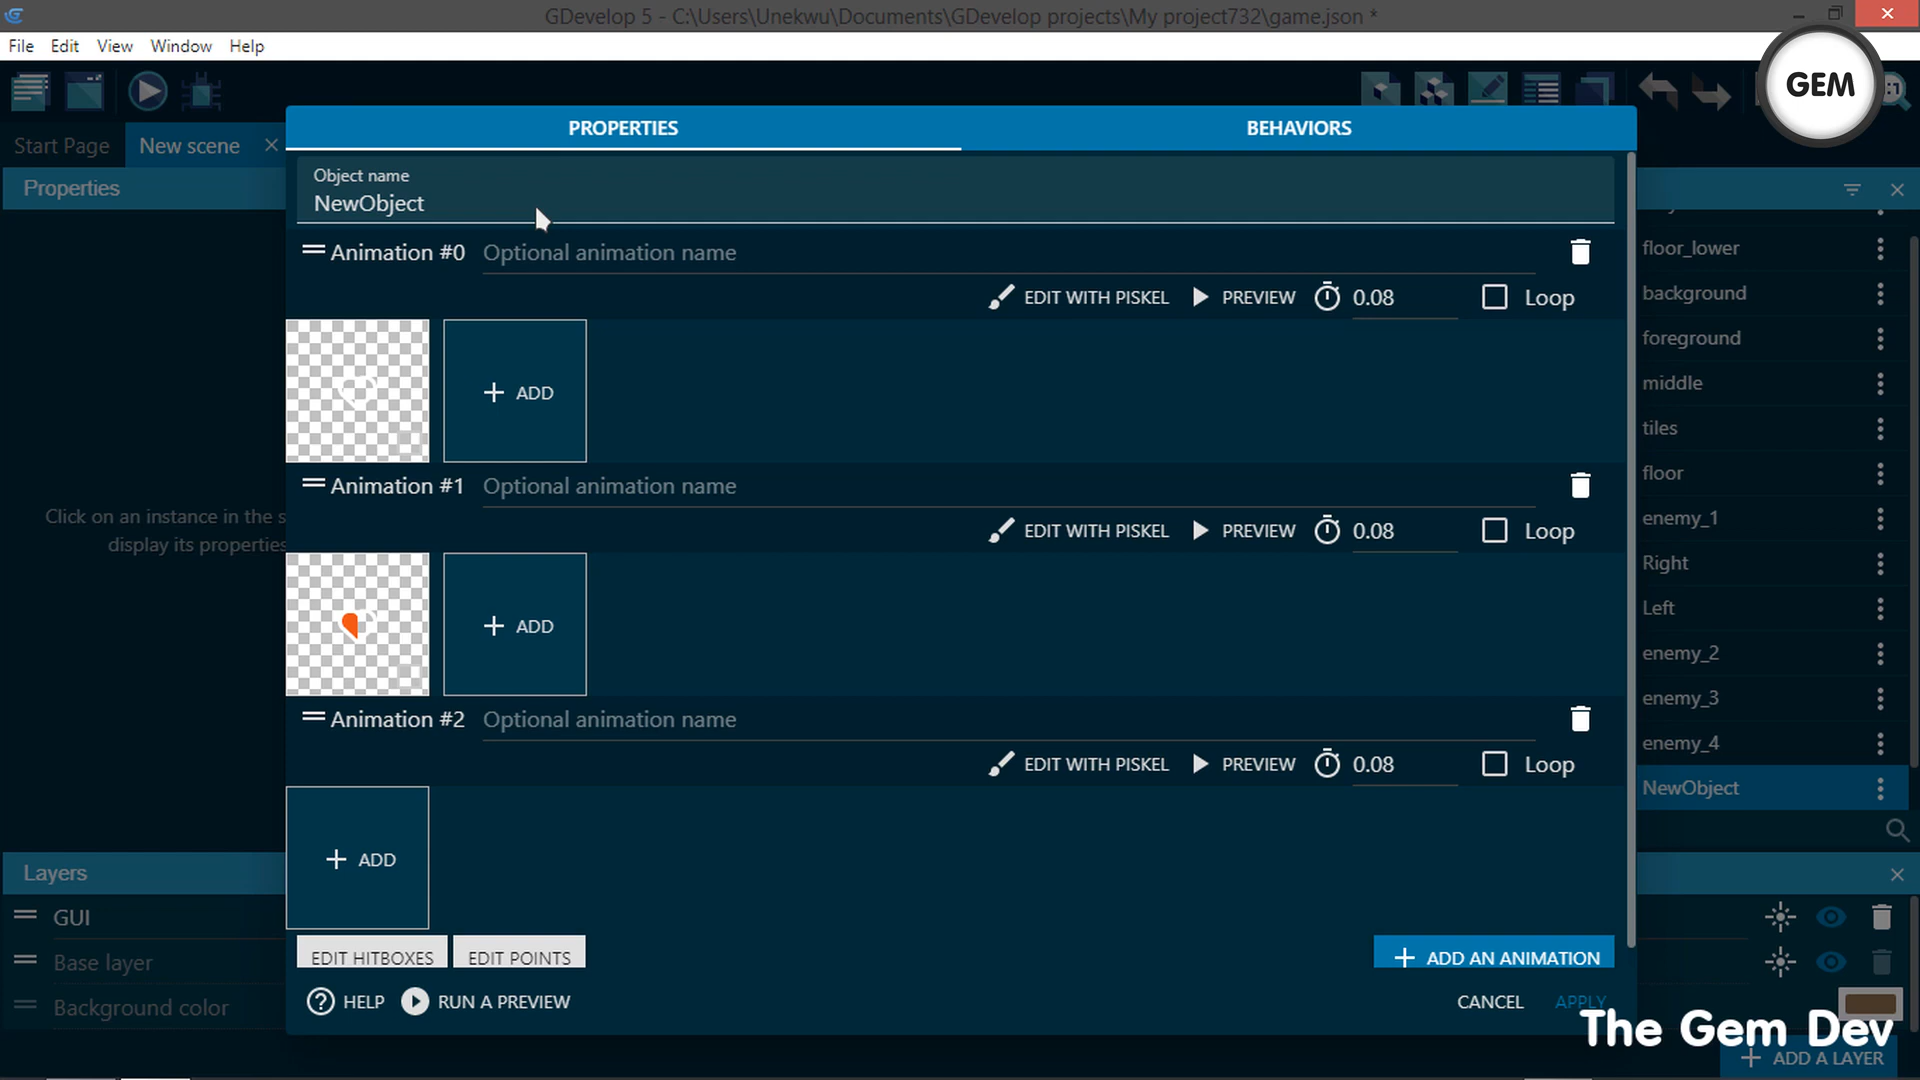 GDevelop 5 - C:\Users\Unekwu\Documents\GDevelop projects\My project732\game.json *
File Edit View Window Help
GEM
Start Page New scene
PROPERTIES BEHAVIORS
Properties
Object name
NewObject
Animation #0 Optional animation name
EDIT WITH PISKEL PREVIEW 0.08 Loop
ADD
Animation #1 Optional animation name
EDIT WITH PISKEL PREVIEW 0.08 Loop
ADD
Animation #2 Optional animation name
EDIT WITH PISKEL PREVIEW 0.08 Loop
ADD
EDIT HITBOXES EDIT POINTS ADD AN ANIMATION
HELP RUN A PREVIEW CANCEL APPLY
Click on an instance in the s
display its properties
floor_lower
background
foreground
middle
tiles
floor
enemy_1
Right
Left
enemy_2
enemy_3
enemy_4
NewObject
Layers
GUI
Base layer
Background color
The Gem Dev
ADD A LAYER